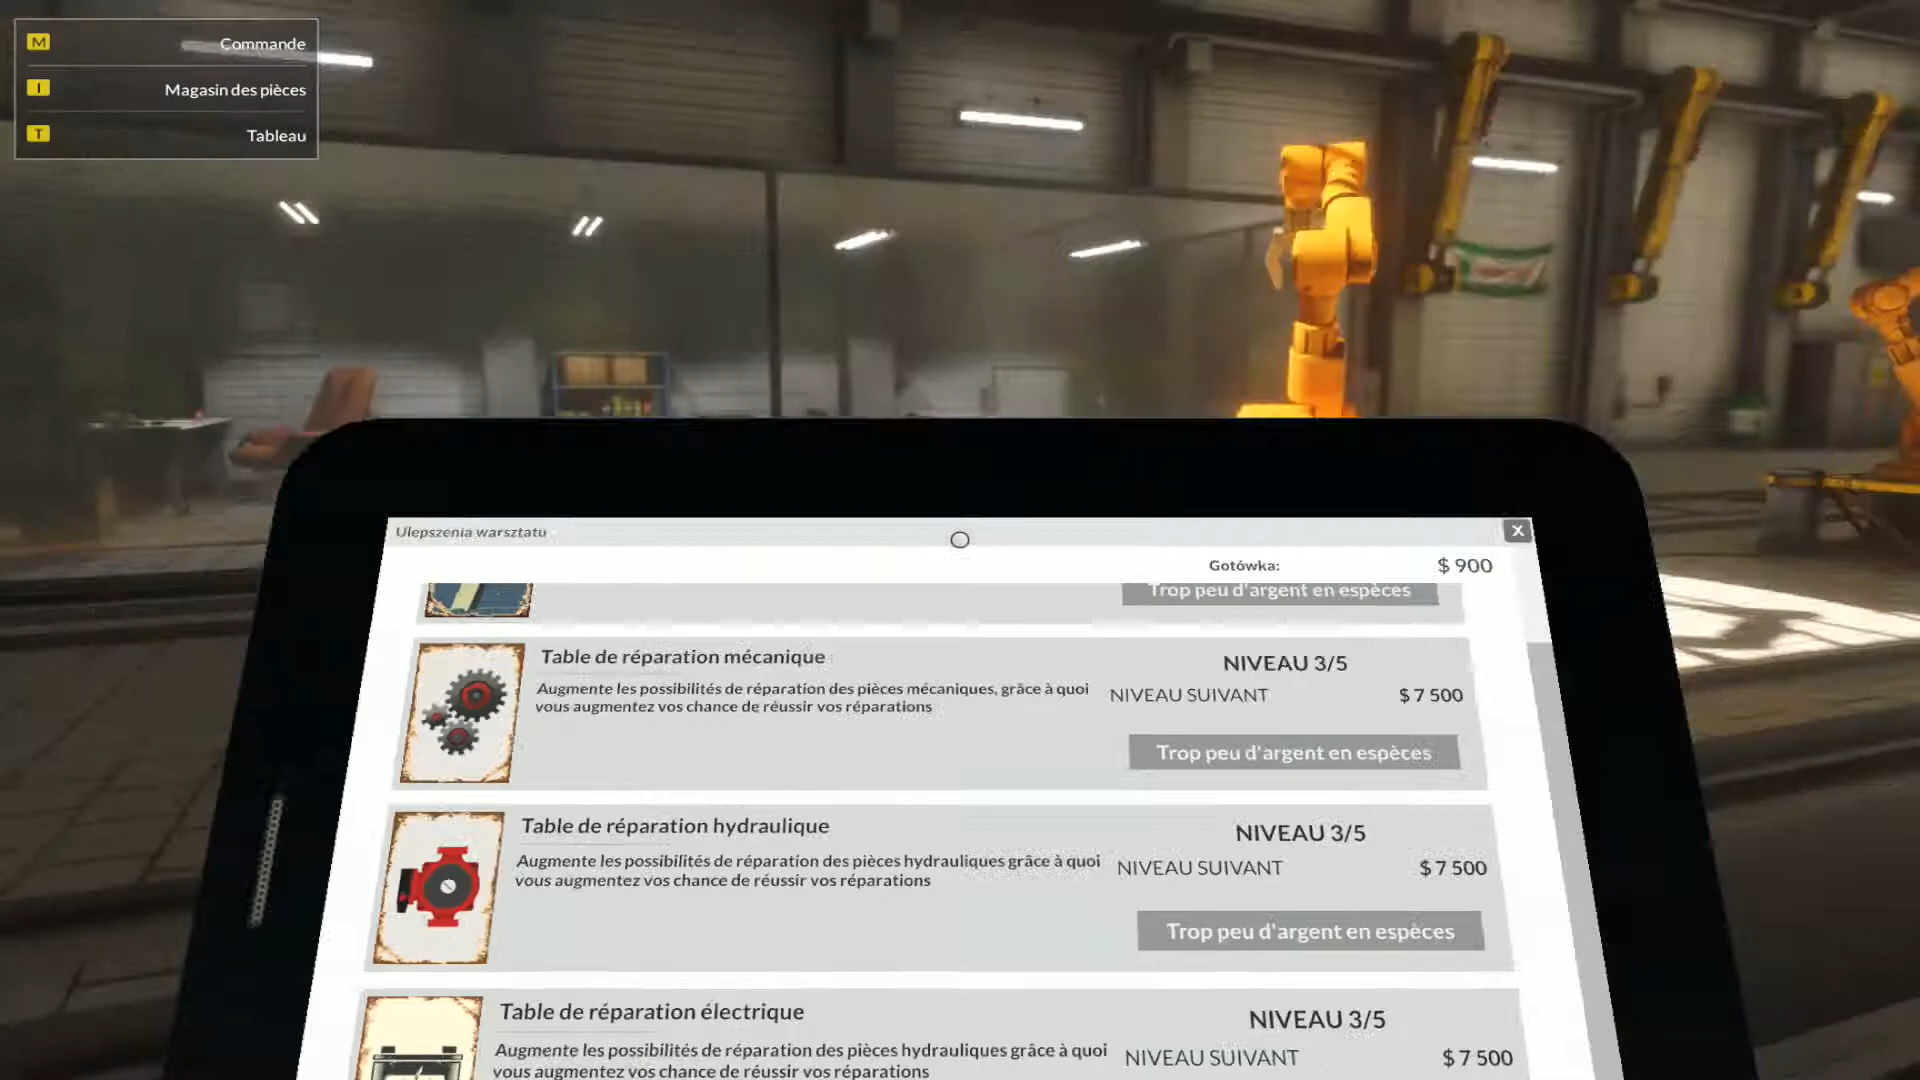 M Commande
I Magasin des pièces
T Tableau
Ulepszenia warsztatu
X
Gotówka: $ 900
Trop peu d'argent en espèces
Table de réparation mécanique
NIVEAU 3/5
Augmente les possibilités de réparation des pièces mécaniques, grâce à quoi
vous augmentez vos chance de réussir vos réparations
NIVEAU SUIVANT $ 7 500
Trop peu d'argent en espèces
Table de réparation hydraulique
NIVEAU 3/5
Augmente les possibilités de réparation des pièces hydrauliques grâce à quoi
vous augmentez vos chance de réussir vos réparations
NIVEAU SUIVANT $ 7 500
Trop peu d'argent en espèces
Table de réparation électrique
NIVEAU 3/5
Augmente les possibilités de réparation des pièces hydrauliques grâce à quoi
vous augmentez vos chance de réussir vos réparations
NIVEAU SUIVANT $ 7 500